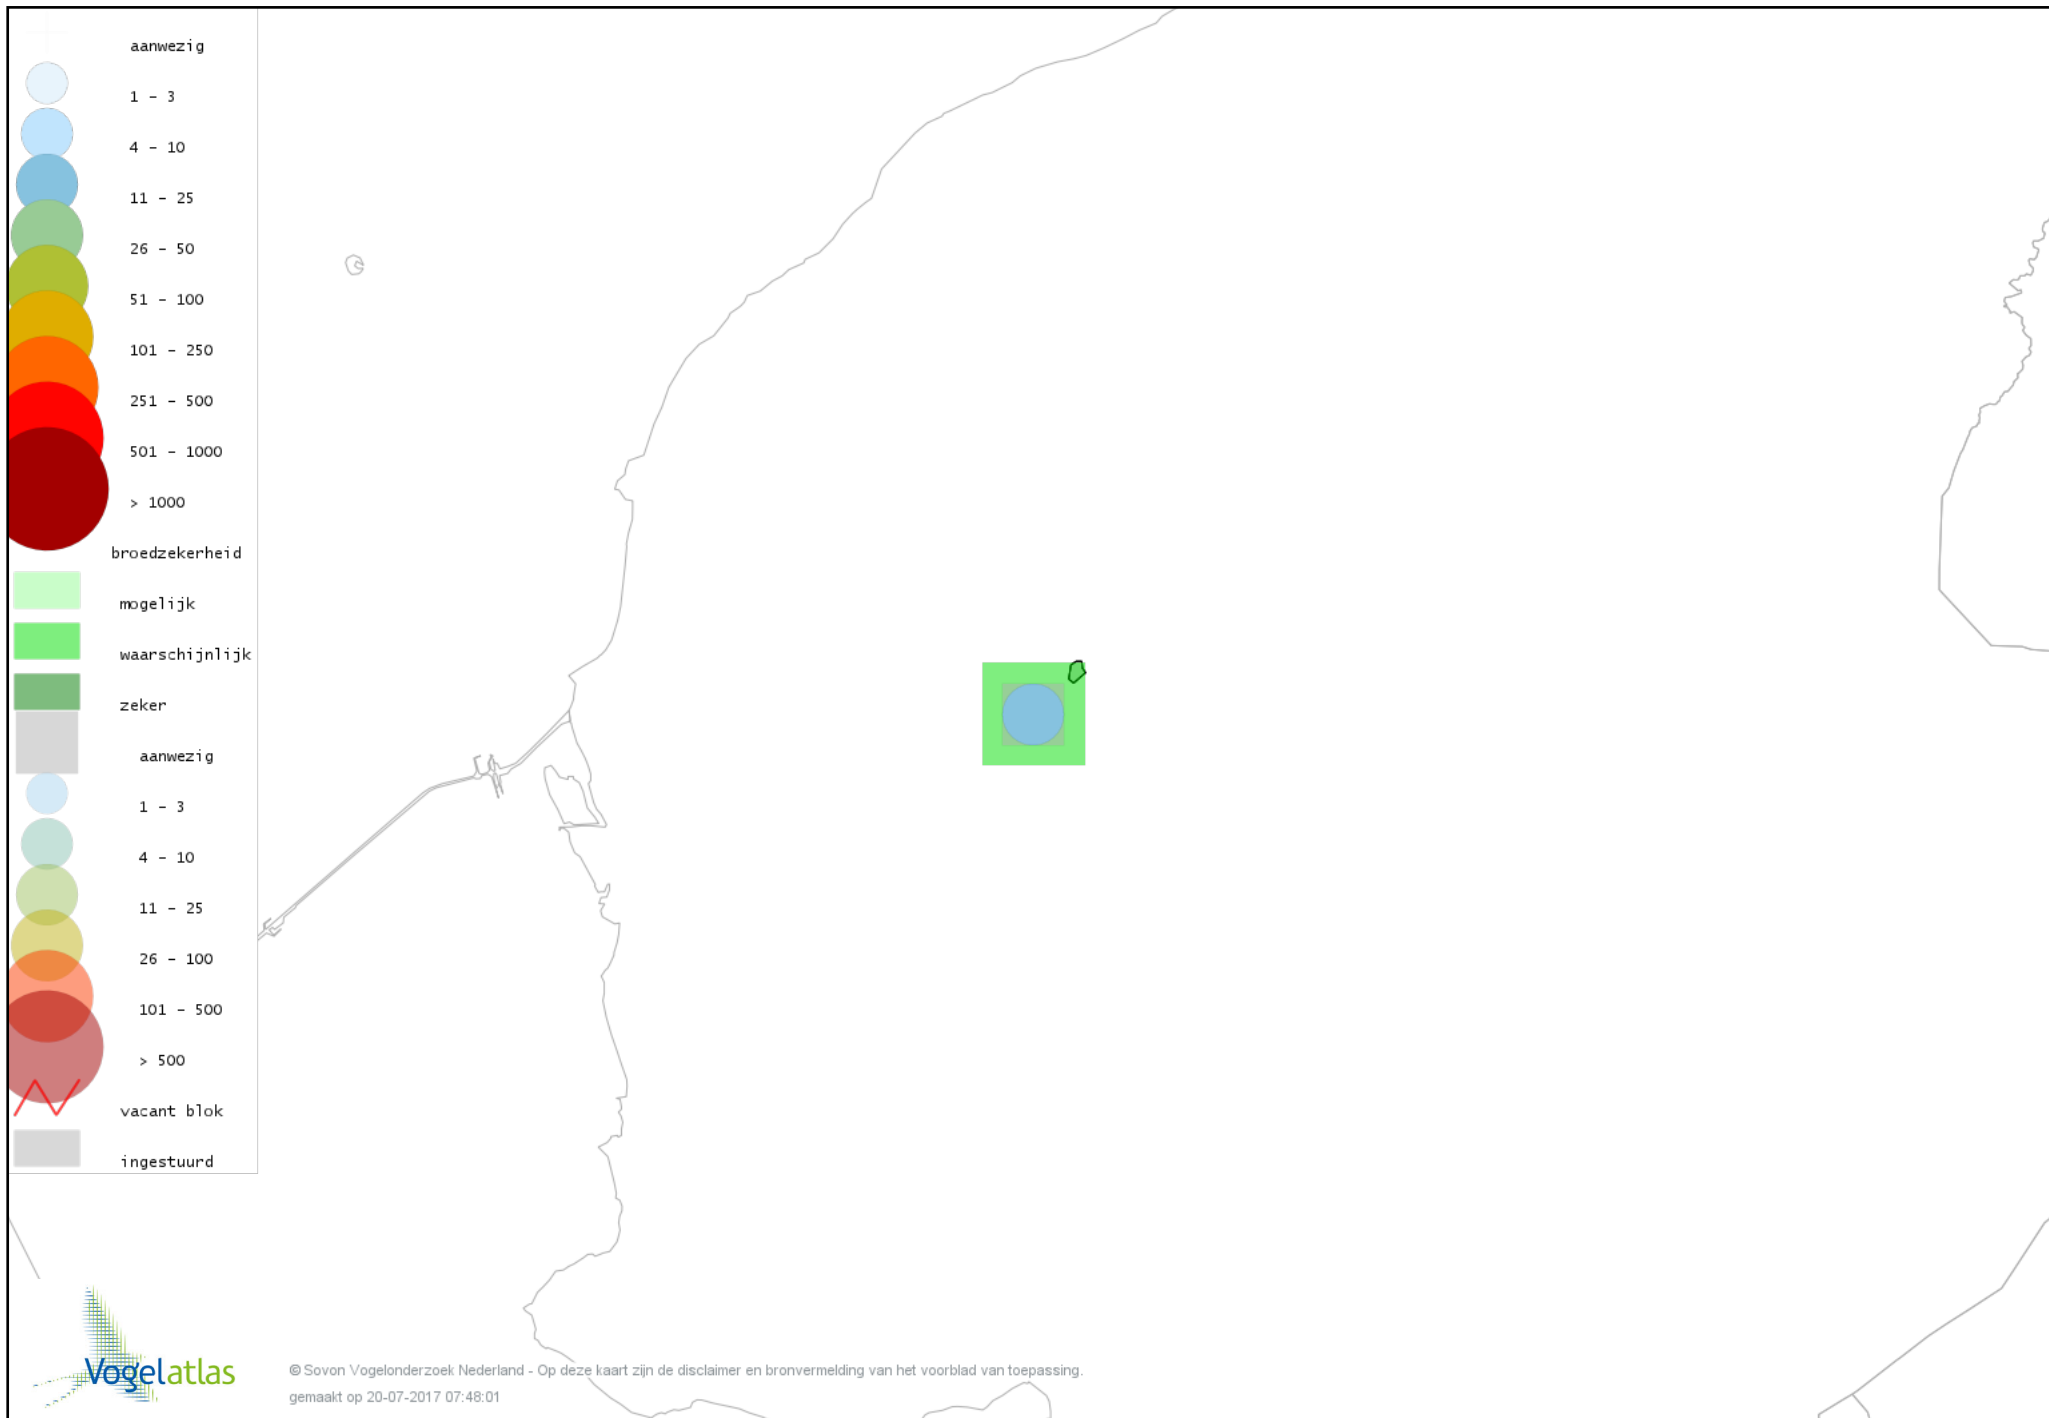 aanwezig
1 - 3
4 - 10
11 - 25
26 - 50
51 - 100
101 - 250
251 - 500
501 - 1000
> 1000
broedzekerheid
mogelijk
waarschijnlijk
zeker
aanwezig
1 - 3
4 - 10
11 - 25
26 - 100
101 - 500
> 500
vacant blok
ingestuurd
Vogelatlas
© Sovon Vogelonderzoek Nederland - Op deze kaart zijn de disclaimer en bronvermelding van het voorblad van toepassing.
gemaakt op 20-07-2017 07:48:01